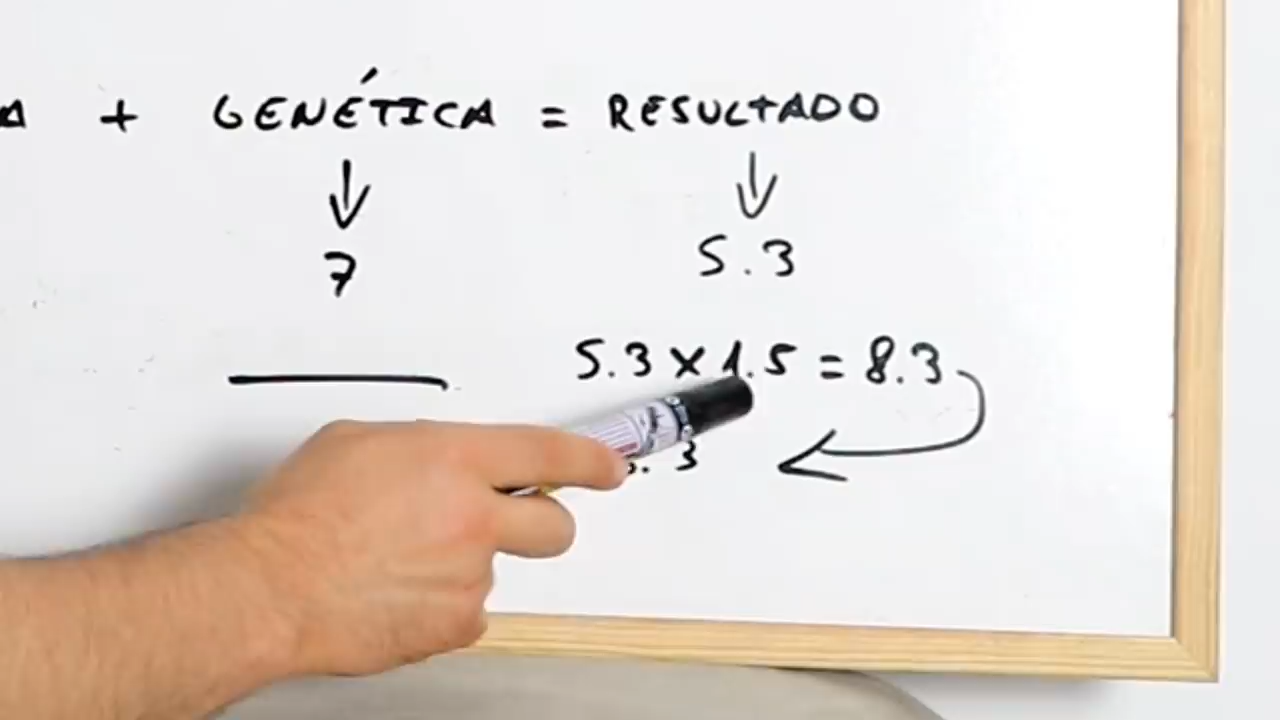 + GENÉTICA = RESULTADO
7 5.3
5.3 x 1.5 = 8.3